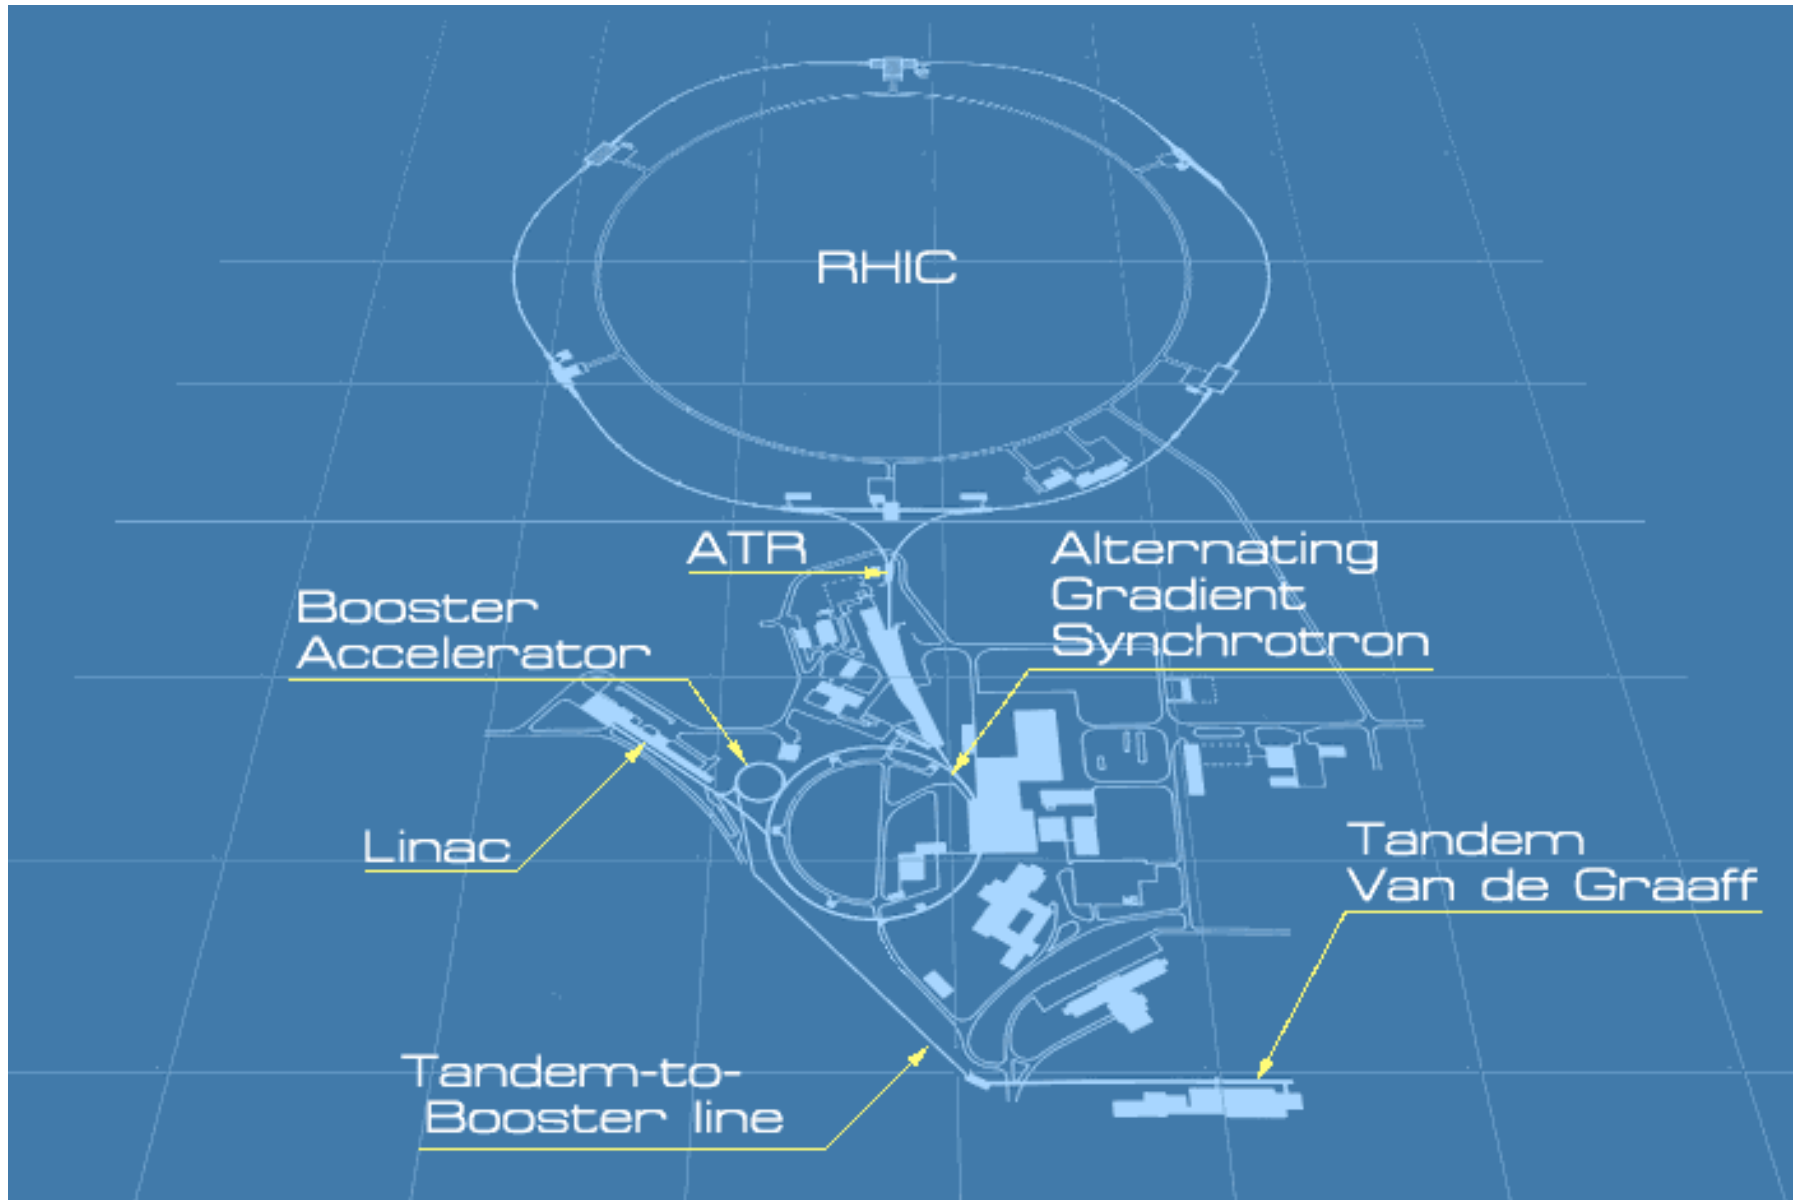 RHIC
ATR
Alternating
Gradient
Synchrotron
Booster
Accelerator
Linac
Tandem
Van de Graaff
Tandem-to-
Booster line